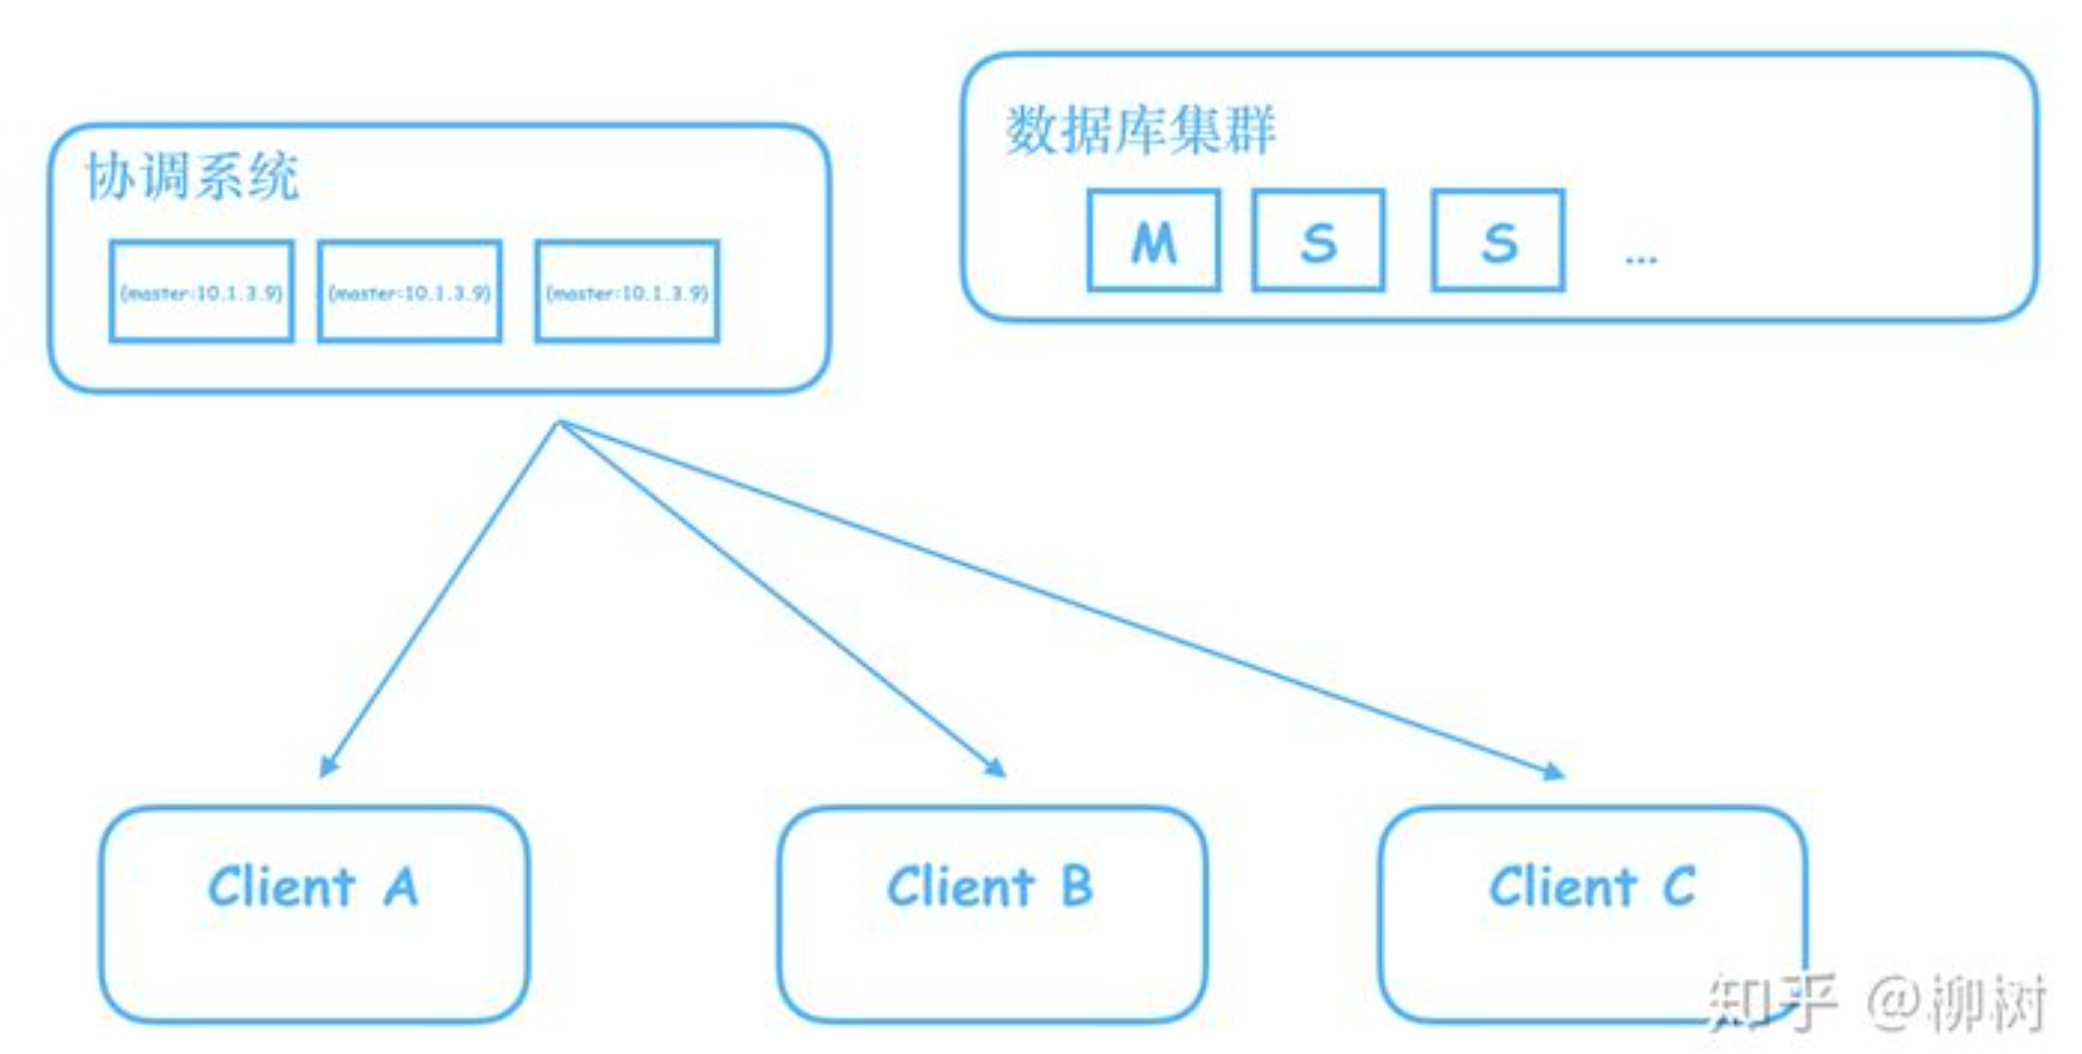 协调系统
(master:10.1.3.9) (master:10.1.3.9) (master:10.1.3.9)
数据库集群
M S S ...
Client A
Client B
Client C
知乎 @柳树